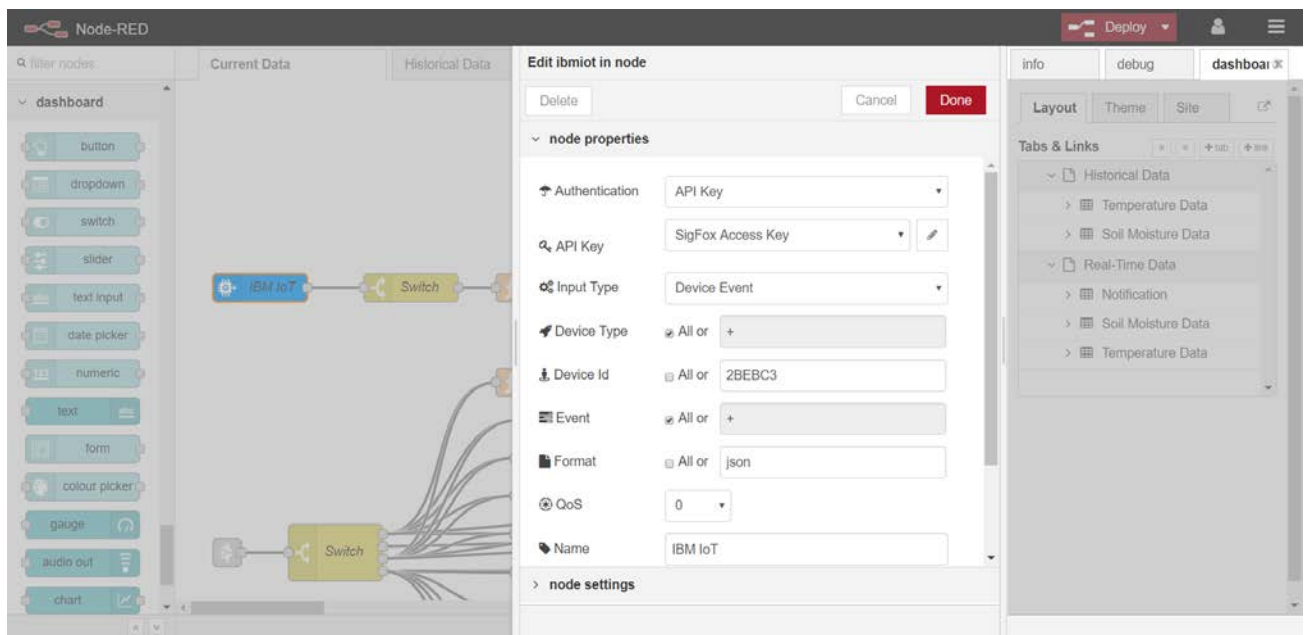 Node-RED
Deploy
filter nodes
dashboard
button
dropdown
switch
slider
text input
date picker
numeric
text
form
colour picker
gauge
audio out
chart
Current Data
Historical Data
IBM IoT
Switch
Switch
Edit ibmiot in node
Delete
Cancel
Done
node properties
Authentication
API Key
API Key
SigFox Access Key
Input Type
Device Event
Device Type
All or
+
Device Id
All or
2BEBC3
Event
All or
+
Format
All or
json
QoS
0
Name
IBM IoT
node settings
info
debug
Layout
Theme
Site
Tabs & Links
+ tab
Historical Data
Temperature Data
Soil Moisture Data
Real-Time Data
Notification
Soil Moisture Data
Temperature Data